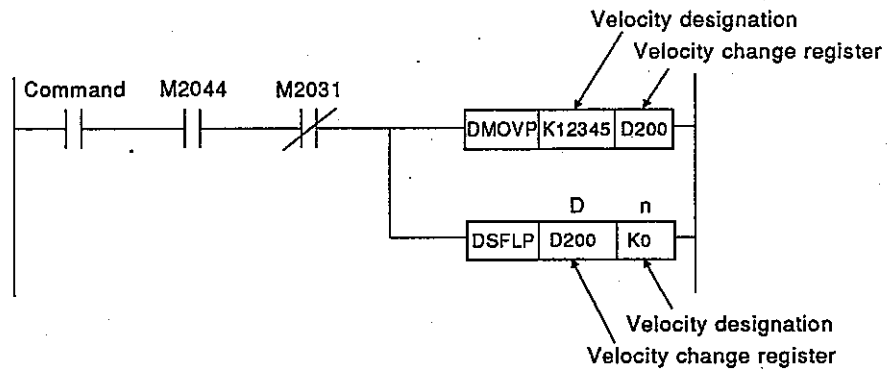 Velocity designation
Velocity change register
Command M2044 M2031
DMOVP K12345 D200
D n
DSFLP D200 K0
Velocity designation
Velocity change register